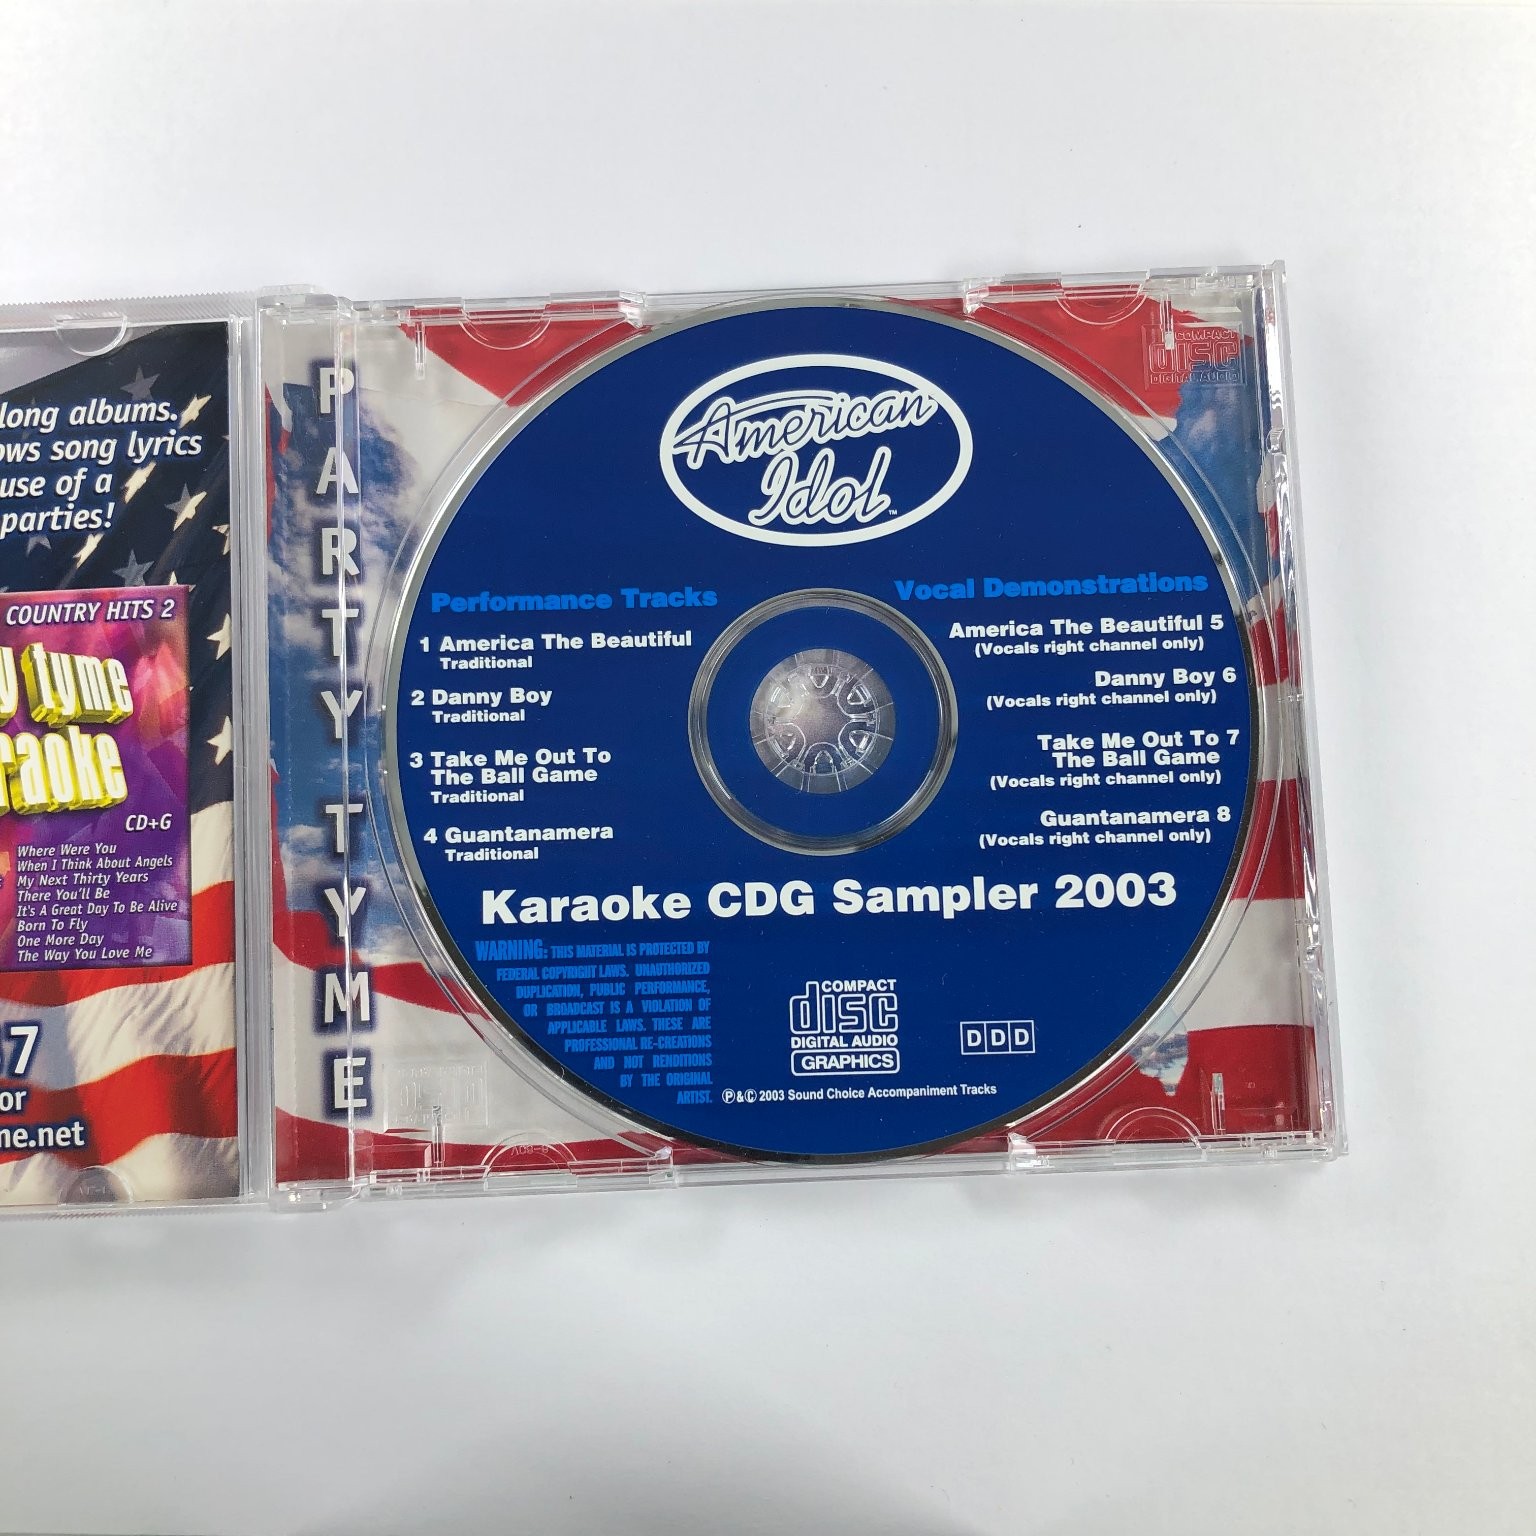 long albums.
ows song lyrics
use of a
parties!
COUNTRY HITS 2
y tyme
raoke
CD+G
Where Were You
When I Think About Angels
My Next Thirty Years
There You'll Be
It's A Great Day To Be Alive
Born To Fly
One More Day
The Way You Love Me
67
or
me.net
PARTY TYME
American
Idol™
Performance Tracks
1 America The Beautiful
Traditional
2 Danny Boy
Traditional
3 Take Me Out To
The Ball Game
Traditional
4 Guantanamera
Traditional
Vocal Demonstrations
America The Beautiful 5
(Vocals right channel only)
Danny Boy 6
(Vocals right channel only)
Take Me Out To 7
The Ball Game
(Vocals right channel only)
Guantanamera 8
(Vocals right channel only)
Karaoke CDG Sampler 2003
WARNING: THIS MATERIAL IS PROTECTED BY
FEDERAL COPYRIGHT LAWS. UNAUTHORIZED
DUPLICATION, PUBLIC PERFORMANCE,
OR BROADCAST IS A VIOLATION OF
APPLICABLE LAWS. THESE ARE
PROFESSIONAL RE-CREATIONS
AND NOT RENDITIONS
BY THE ORIGINAL
ARTIST.
COMPACT
disc
DIGITAL AUDIO
GRAPHICS
DDD
℗&© 2003 Sound Choice Accompaniment Tracks
COMPACT
disc
DIGITAL AUDIO